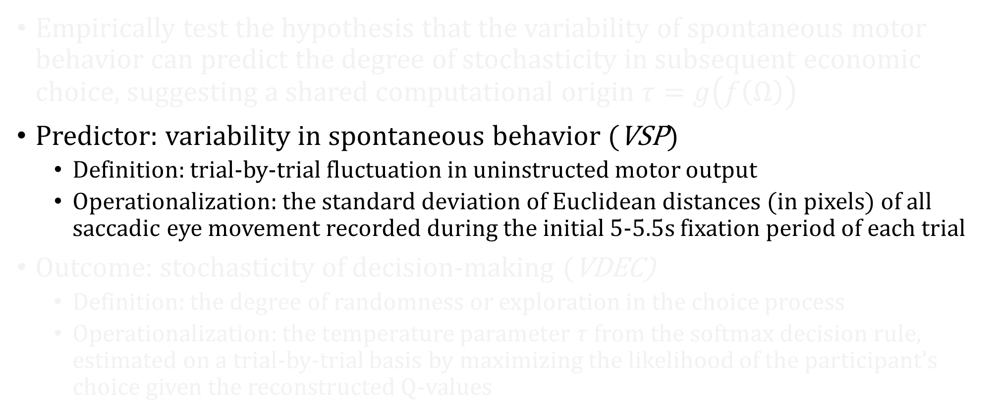 • Empirically test the hypothesis that the variability of spontaneous motor
behavior can predict the degree of stochasticity in subsequent economic
choice, suggesting a shared computational origin τ = g(f(Ω))
• Predictor: variability in spontaneous behavior (VSP)
• Definition: trial-by-trial fluctuation in uninstructed motor output
• Operationalization: the standard deviation of Euclidean distances (in pixels) of all
saccadic eye movement recorded during the initial 5-5.5s fixation period of each trial
• Outcome: stochasticity of decision-making (VDEC)
• Definition: the degree of randomness or exploration in the choice process
• Operationalization: the temperature parameter τ from the softmax decision rule,
estimated on a trial-by-trial basis by maximizing the likelihood of the participant’s
choice given the reconstructed Q-values